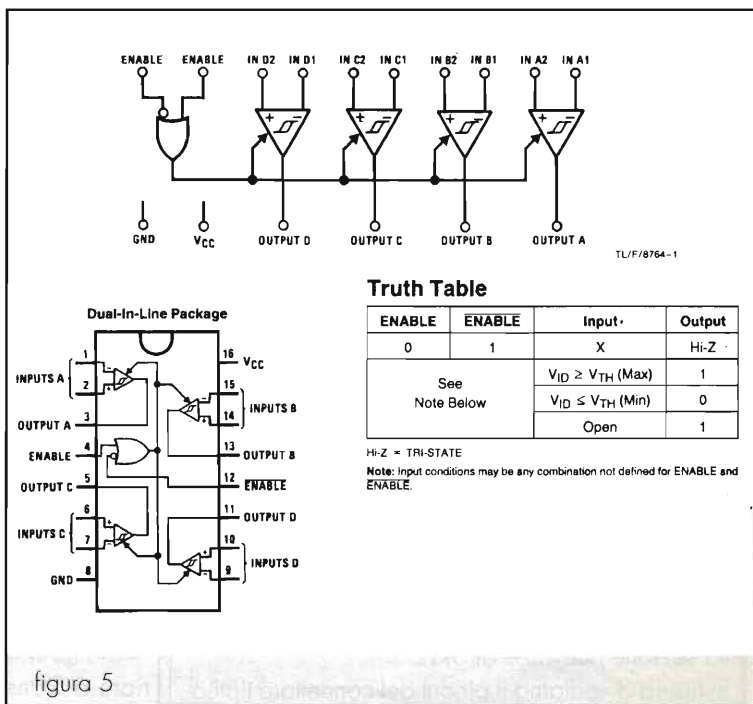 ENABLE ENABLE IN D2 IN D1 IN C2 IN C1 IN B2 IN B1 IN A2 IN A1
+ − + − + − + −
GND VCC OUTPUT D OUTPUT C OUTPUT B OUTPUT A
TL/F/8764-1
Dual-In-Line Package
1 16 VCC
INPUTS A
2 15
14 INPUTS B
OUTPUT A 3
13 OUTPUT B
ENABLE 4
12 ENABLE
OUTPUT C 5
11 OUTPUT D
INPUTS C 6
7
10
9 INPUTS D
GND 8
Truth Table
ENABLE ENABLE Input Output
0 1 X Hi-Z
See Note Below VID ≥ VTH (Max) 1
VID ≤ VTH (Min) 0
Open 1
Hi-Z = TRI-STATE
Note: Input conditions may be any combination not defined for ENABLE and
ENABLE.
figura 5